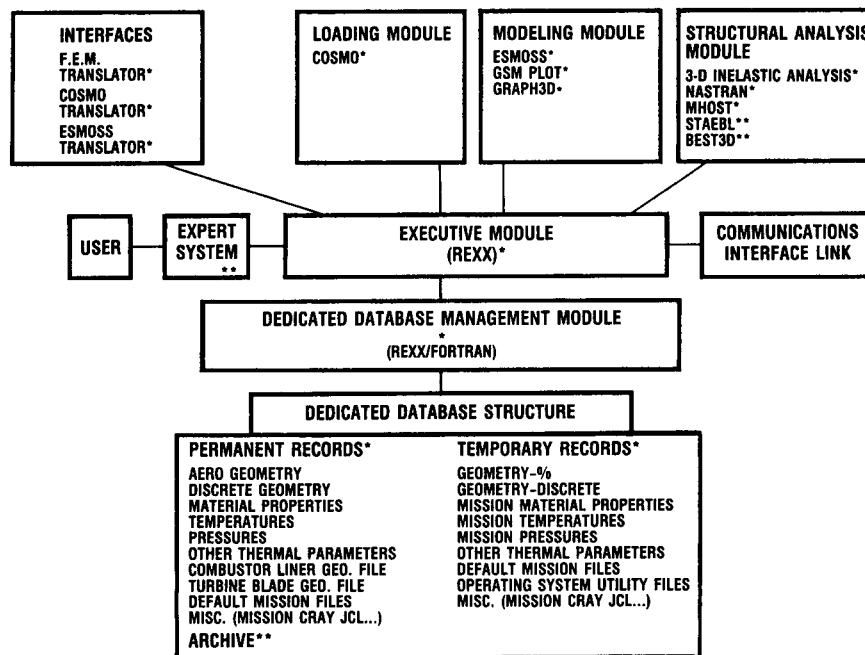 INTERFACES
F.E.M.
TRANSLATOR*
COSMO
TRANSLATOR*
ESMOSS
TRANSLATOR*
LOADING MODULE
COSMO*
MODELING MODULE
ESMOSS*
GSM PLOT*
GRAPH3D*
STRUCTURAL ANALYSIS
MODULE
3-D INELASTIC ANALYSIS*
NASTRAN*
MHOST*
STAEBL**
BEST3D**
USER
EXPERT
SYSTEM
**
EXECUTIVE MODULE
(REXX)*
COMMUNICATIONS
INTERFACE LINK
DEDICATED DATABASE MANAGEMENT MODULE
*
(REXX/FORTRAN)
DEDICATED DATABASE STRUCTURE
PERMANENT RECORDS*
AERO GEOMETRY
DISCRETE GEOMETRY
MATERIAL PROPERTIES
TEMPERATURES
PRESSURES
OTHER THERMAL PARAMETERS
COMBUSTOR LINER GEO. FILE
TURBINE BLADE GEO. FILE
DEFAULT MISSION FILES
MISC. (MISSION CRAY JCL...)
ARCHIVE**
TEMPORARY RECORDS*
GEOMETRY-%
GEOMETRY-DISCRETE
MISSION MATERIAL PROPERTIES
MISSION TEMPERATURES
MISSION PRESSURES
OTHER THERMAL PARAMETERS
DEFAULT MISSION FILES
OPERATING SYSTEM UTILITY FILES
MISC. (MISSION CRAY JCL...)